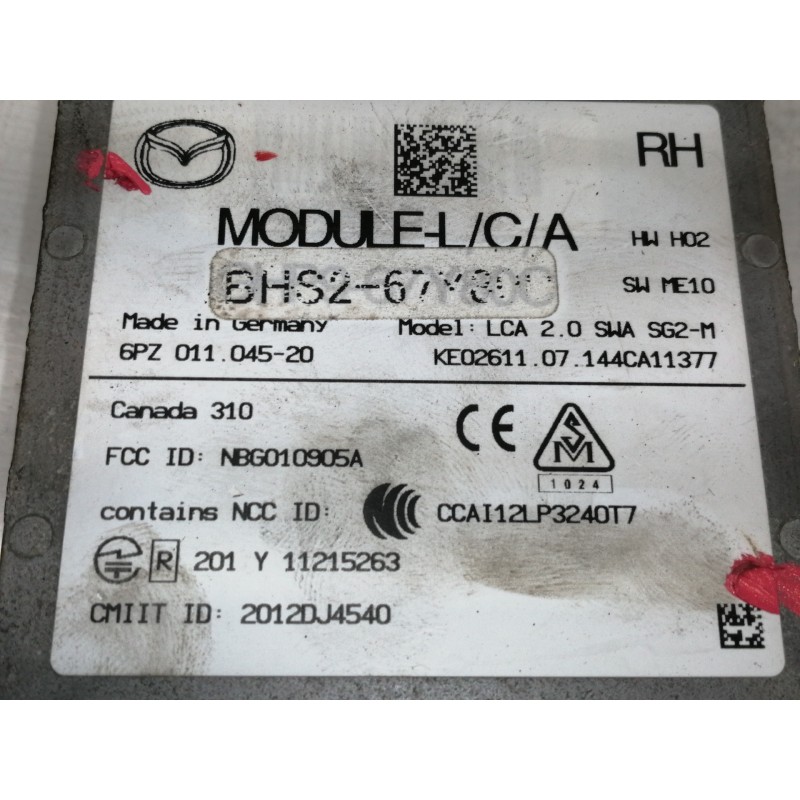 RH
MODULE-L/C/A
HW H02
BHS2-67Y80C
SW ME10
Made in Germany
Model: LCA 2.0 SWA SG2-M
6PZ 011.045-20
KE02611.07.144CA11377
Canada 310
CE
S
M
FCC ID: NBG010905A
1024
contains NCC ID:
CCAI12LP3240T7
R 201 Y 11215263
CMIIT ID: 2012DJ4540